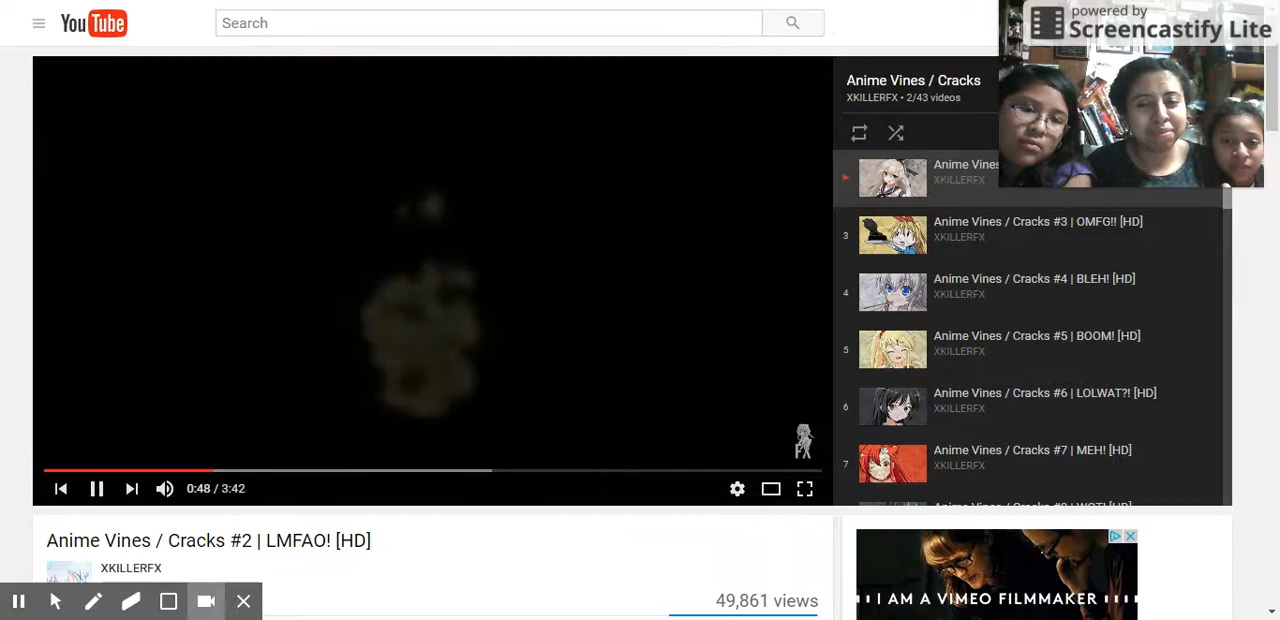 YouTube
Search
powered by
Screencastify Lite
Anime Vines / Cracks
XKILLERFX • 2/43 videos
Anime Vines
XKILLERFX
3
Anime Vines / Cracks #3 | OMFG!! [HD]
XKILLERFX
4
Anime Vines / Cracks #4 | BLEH! [HD]
XKILLERFX
5
Anime Vines / Cracks #5 | BOOM! [HD]
XKILLERFX
6
Anime Vines / Cracks #6 | LOLWAT?! [HD]
XKILLERFX
7
Anime Vines / Cracks #7 | MEH! [HD]
XKILLERFX
FX
0:48 / 3:42
Anime Vines / Cracks #2 | LMFAO! [HD]
XKILLERFX
49,861 views
I AM A VIMEO FILMMAKER